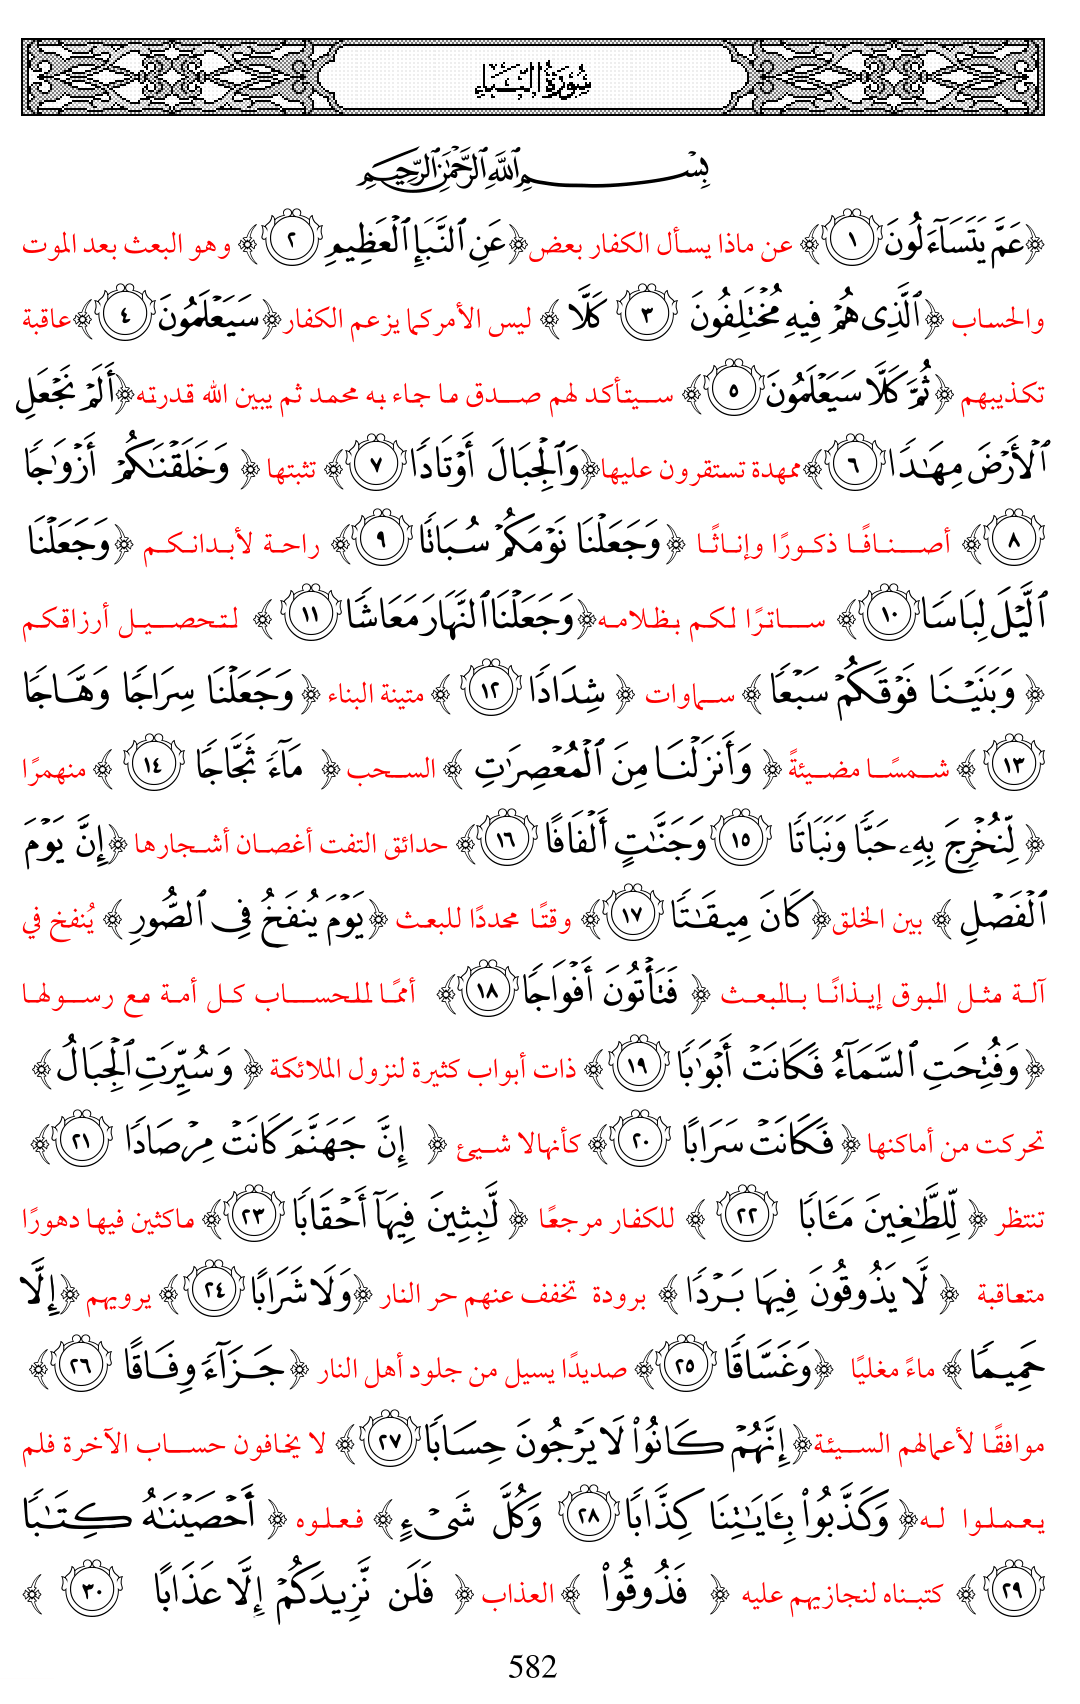 سُورَةُ النَّبَإِ
بِسْمِ ٱللَّهِ ٱلرَّحْمَٰنِ ٱلرَّحِيمِ
﴿عَمَّ يَتَسَآءَلُونَ ١﴾ عن ماذا يسأل الكفار بعض ﴿عَنِ ٱلنَّبَإِ ٱلْعَظِيمِ ٢﴾ وهو البعث بعد الموت
والحساب ﴿ٱلَّذِى هُمْ فِيهِ مُخْتَلِفُونَ ٣ كَلَّا ﴾ ليس الأمر كما يزعم الكفار ﴿سَيَعْلَمُونَ ٤﴾ عاقبة
تكذيبهم ﴿ثُمَّ كَلَّا سَيَعْلَمُونَ ٥﴾ سيتأكد لهم صدق ما جاء به محمد ثم يبين الله قدرته ﴿أَلَمْ نَجْعَلِ
ٱلْأَرْضَ مِهَٰدًا ٦﴾ ممهدة تستقرون عليها ﴿وَٱلْجِبَالَ أَوْتَادًا ٧﴾ تثبتها ﴿ وَخَلَقْنَٰكُمْ أَزْوَٰجًا
٨﴾ أصنافًا ذكورًا وإناثًا ﴿وَجَعَلْنَا نَوْمَكُمْ سُبَاتًا ٩﴾ راحة لأبدانكم ﴿وَجَعَلْنَا
ٱلَّيْلَ لِبَاسًا ١٠﴾ ساترًا لكم بظلامه ﴿وَجَعَلْنَا ٱلنَّهَارَ مَعَاشًا ١١﴾ لتحصيل أرزاقكم
﴿ وَبَنَيْنَا فَوْقَكُمْ سَبْعًا ﴾ سماوات ﴿ شِدَادًا ١٢﴾ متينة البناء ﴿ وَجَعَلْنَا سِرَاجًا وَهَّاجًا
١٣﴾ شمسًا مضيئةً ﴿ وَأَنزَلْنَا مِنَ ٱلْمُعْصِرَٰتِ ﴾ السحب ﴿ مَآءً ثَجَّاجًا ١٤﴾ منهمرًا
﴿ لِّنُخْرِجَ بِهِۦ حَبًّا وَنَبَاتًا ١٥ وَجَنَّٰتٍ أَلْفَافًا ١٦﴾ حدائق التفت أغصان أشجارها ﴿إِنَّ يَوْمَ
ٱلْفَصْلِ ﴾ بين الخلق ﴿كَانَ مِيقَٰتًا ١٧﴾ وقتًا محددًا للبعث ﴿يَوْمَ يُنفَخُ فِى ٱلصُّورِ ﴾ يُنفخ في
آلة مثل البوق إيذانًا بالبعث ﴿ فَتَأْتُونَ أَفْوَاجًا ١٨﴾ أممًا للحساب كل أمة مع رسولها
﴿وَفُتِحَتِ ٱلسَّمَآءُ فَكَانَتْ أَبْوَٰبًا ١٩﴾ ذات أبواب كثيرة لنزول الملائكة ﴿ وَسُيِّرَتِ ٱلْجِبَالُ ﴾
تحركت من أماكنها ﴿ فَكَانَتْ سَرَابًا ٢٠﴾ كأنهالا شيئ ﴿ إِنَّ جَهَنَّمَ كَانَتْ مِرْصَادًا ٢١﴾
تنتظر ﴿ لِّلطَّٰغِينَ مَـَٔابًا ٢٢ ﴾ للكفار مرجعًا ﴿ لَّٰبِثِينَ فِيهَآ أَحْقَابًا ٢٣﴾ ماكثين فيها دهورًا
متعاقبة ﴿ لَّا يَذُوقُونَ فِيهَا بَرْدًا ﴾ برودة تخفف عنهم حر النار ﴿وَلَا شَرَابًا ٢٤﴾ يرويهم ﴿إِلَّا
حَمِيمًا ﴾ ماءً مغليًا ﴿وَغَسَّاقًا ٢٥﴾ صديدًا يسيل من جلود أهل النار ﴿جَزَآءً وِفَاقًا ٢٦﴾
موافقًا لأعمالهم السيئة ﴿إِنَّهُمْ كَانُوا۟ لَا يَرْجُونَ حِسَابًا ٢٧﴾ لا يخافون حساب الآخرة فلم
يعملوا له ﴿وَكَذَّبُوا۟ بِـَٔايَٰتِنَا كِذَّابًا ٢٨ وَكُلَّ شَىْءٍ ﴾ فعلوه ﴿ أَحْصَيْنَٰهُ كِتَٰبًا
٢٩﴾ كتبناه لنجازيهم عليه ﴿ فَذُوقُوا۟ ﴾ العذاب ﴿ فَلَن نَّزِيدَكُمْ إِلَّا عَذَابًا ٣٠ ﴾
582